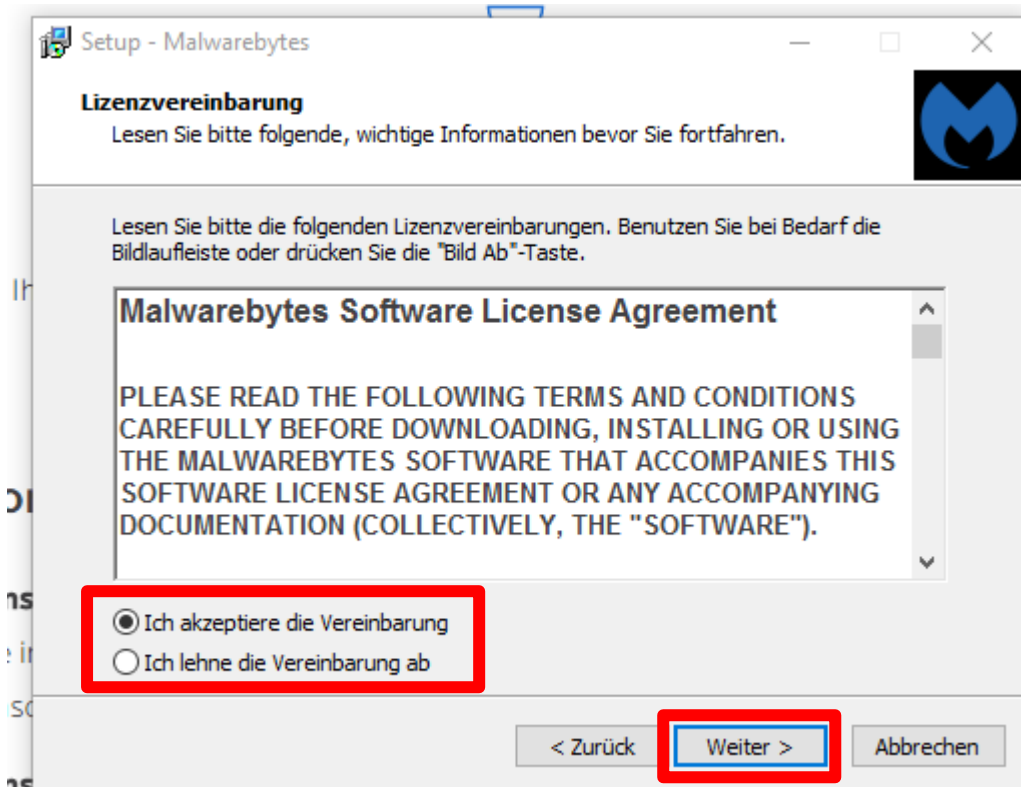 Setup - Malwarebytes
Lizenzvereinbarung
Lesen Sie bitte folgende, wichtige Informationen bevor Sie fortfahren.
Lesen Sie bitte die folgenden Lizenzvereinbarungen. Benutzen Sie bei Bedarf die
Bildlaufleiste oder drücken Sie die "Bild Ab"-Taste.
Malwarebytes Software License Agreement
PLEASE READ THE FOLLOWING TERMS AND CONDITIONS
CAREFULLY BEFORE DOWNLOADING, INSTALLING OR USING
THE MALWAREBYTES SOFTWARE THAT ACCOMPANIES THIS
SOFTWARE LICENSE AGREEMENT OR ANY ACCOMPANYING
DOCUMENTATION (COLLECTIVELY, THE "SOFTWARE").
Ich akzeptiere die Vereinbarung
Ich lehne die Vereinbarung ab
< Zurück Weiter > Abbrechen